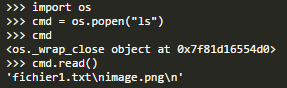 >>> import os
>>> cmd = os.popen("ls")
>>> cmd
<os._wrap_close object at 0x7f81d16554d0>
>>> cmd.read()
'fichier1.txt\nimage.png\n'